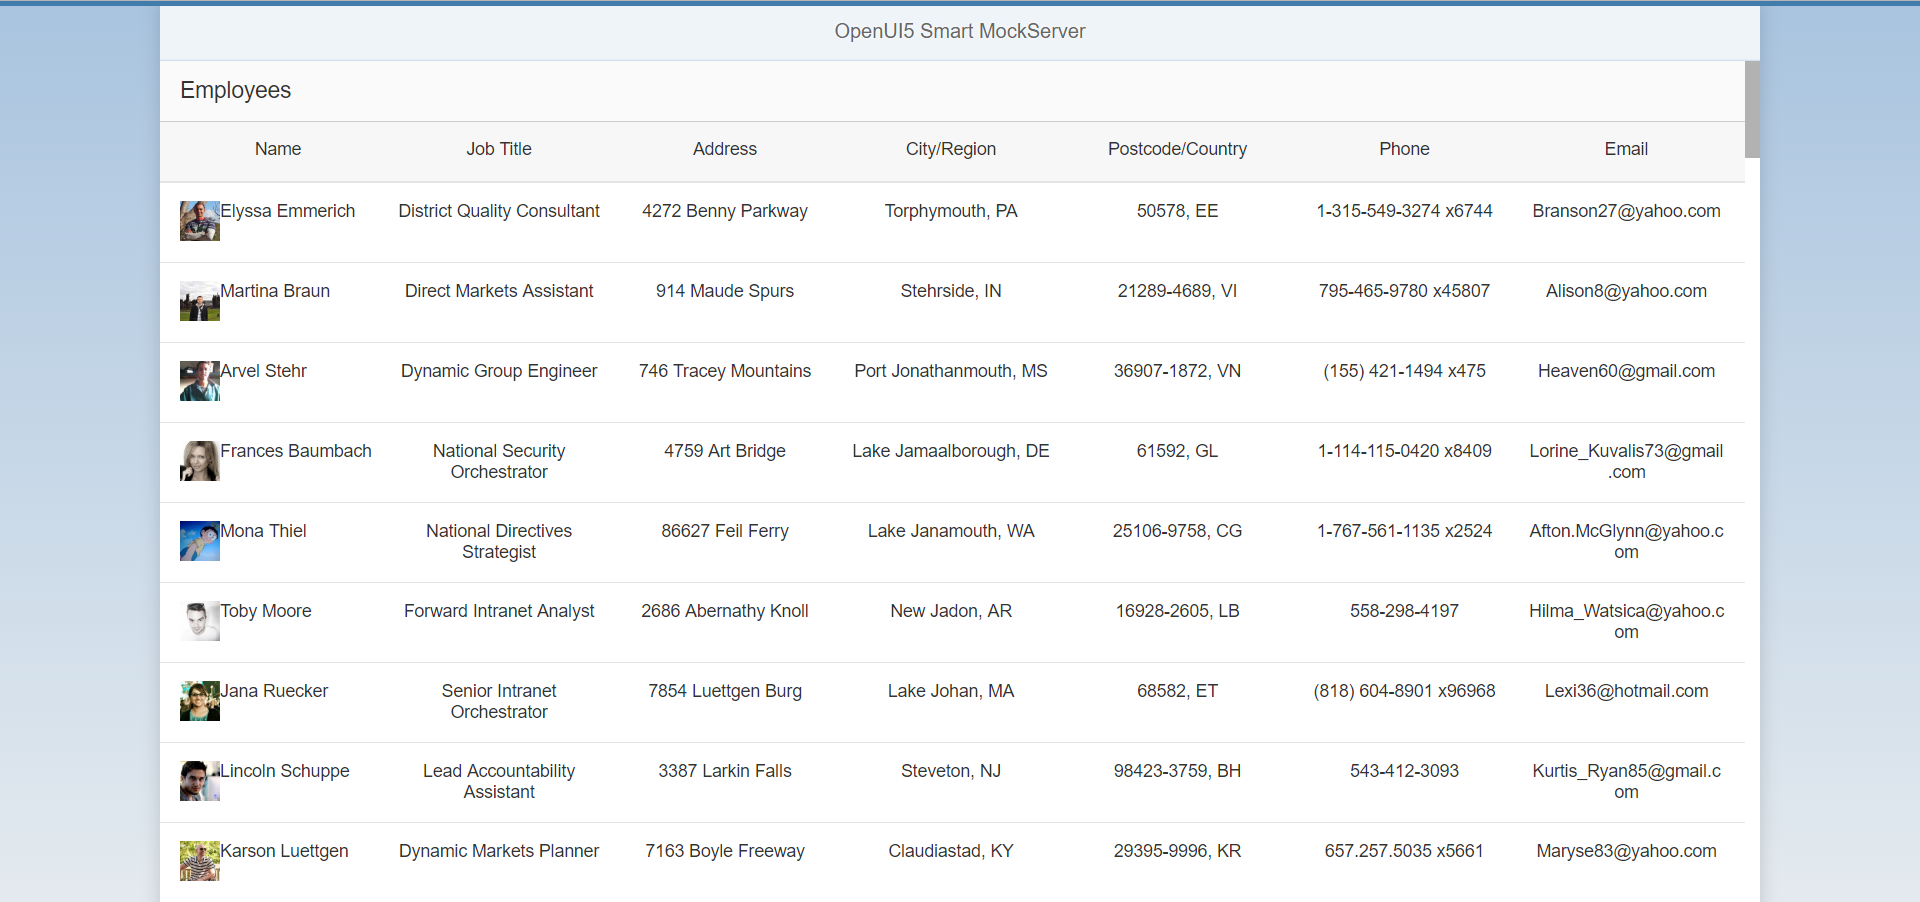 OpenUI5 Smart MockServer
Employees
Name Job Title Address City/Region Postcode/Country Phone Email
Elyssa Emmerich District Quality Consultant 4272 Benny Parkway Torphymouth, PA 50578, EE 1-315-549-3274 x6744 Branson27@yahoo.com
Martina Braun Direct Markets Assistant 914 Maude Spurs Stehrside, IN 21289-4689, VI 795-465-9780 x45807 Alison8@yahoo.com
Arvel Stehr Dynamic Group Engineer 746 Tracey Mountains Port Jonathanmouth, MS 36907-1872, VN (155) 421-1494 x475 Heaven60@gmail.com
Frances Baumbach National Security 4759 Art Bridge Lake Jamaalborough, DE 61592, GL 1-114-115-0420 x8409 Lorine_Kuvalis73@gmail
Orchestrator .com
Mona Thiel National Directives 86627 Feil Ferry Lake Janamouth, WA 25106-9758, CG 1-767-561-1135 x2524 Afton.McGlynn@yahoo.c
Strategist om
Toby Moore Forward Intranet Analyst 2686 Abernathy Knoll New Jadon, AR 16928-2605, LB 558-298-4197 Hilma_Watsica@yahoo.c
om
Jana Ruecker Senior Intranet 7854 Luettgen Burg Lake Johan, MA 68582, ET (818) 604-8901 x96968 Lexi36@hotmail.com
Orchestrator
Lincoln Schuppe Lead Accountability 3387 Larkin Falls Steveton, NJ 98423-3759, BH 543-412-3093 Kurtis_Ryan85@gmail.c
Assistant om
Karson Luettgen Dynamic Markets Planner 7163 Boyle Freeway Claudiastad, KY 29395-9996, KR 657.257.5035 x5661 Maryse83@yahoo.com